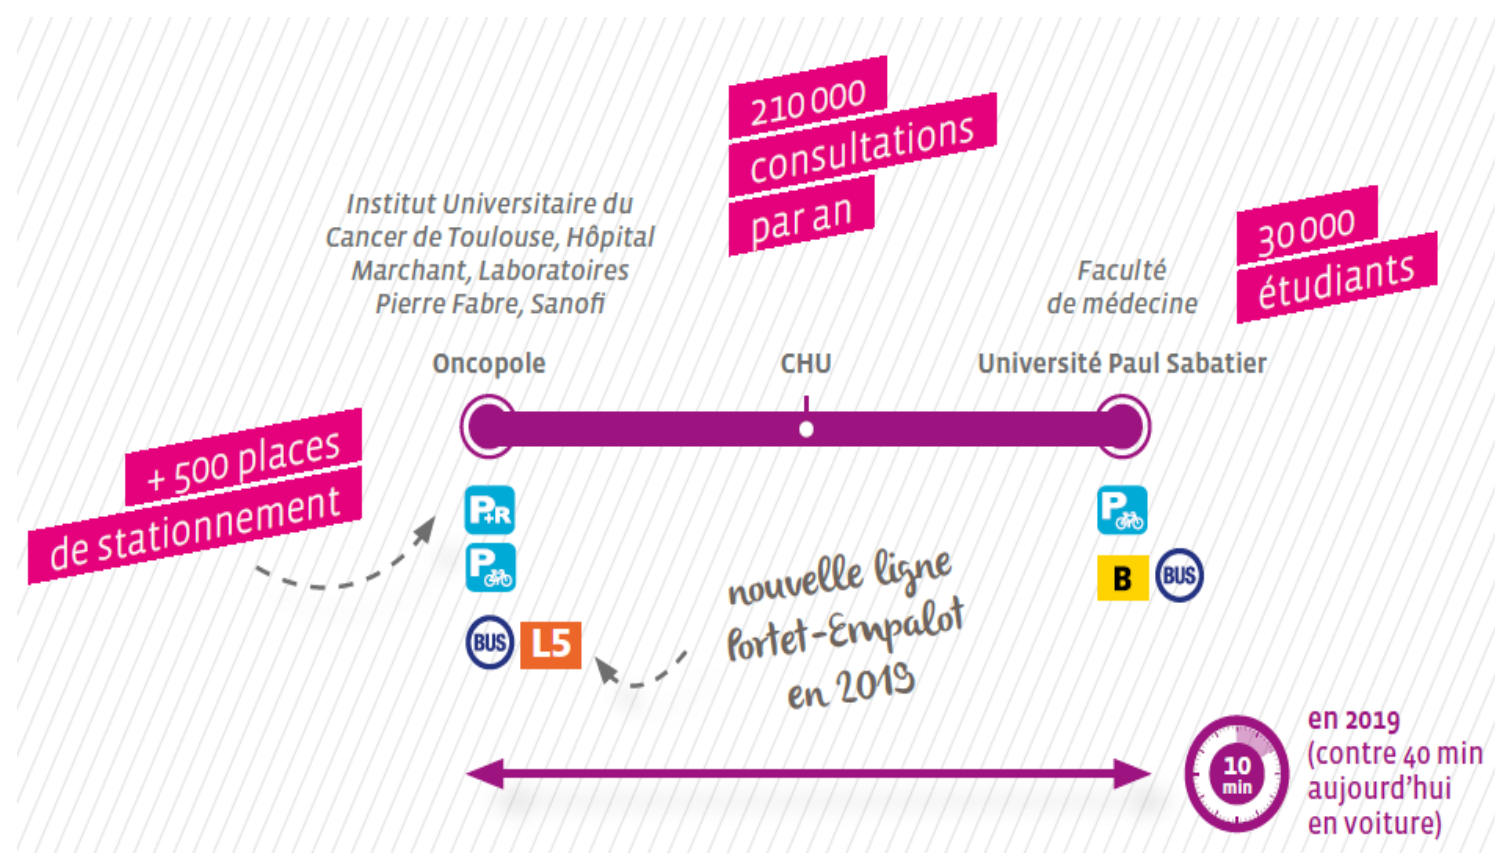 210 000
consultations
par an
Institut Universitaire du
Cancer de Toulouse, Hôpital
Marchant, Laboratoires
Pierre Fabre, Sanofi
30 000
étudiants
Faculté
de médecine
Oncopole
CHU
Université Paul Sabatier
+ 500 places
de stationnement
P+R
P
BUS
L5
nouvelle ligne
Portet-Empalot
en 2019
P
B
BUS
10
min
en 2019
(contre 40 min
aujourd'hui
en voiture)